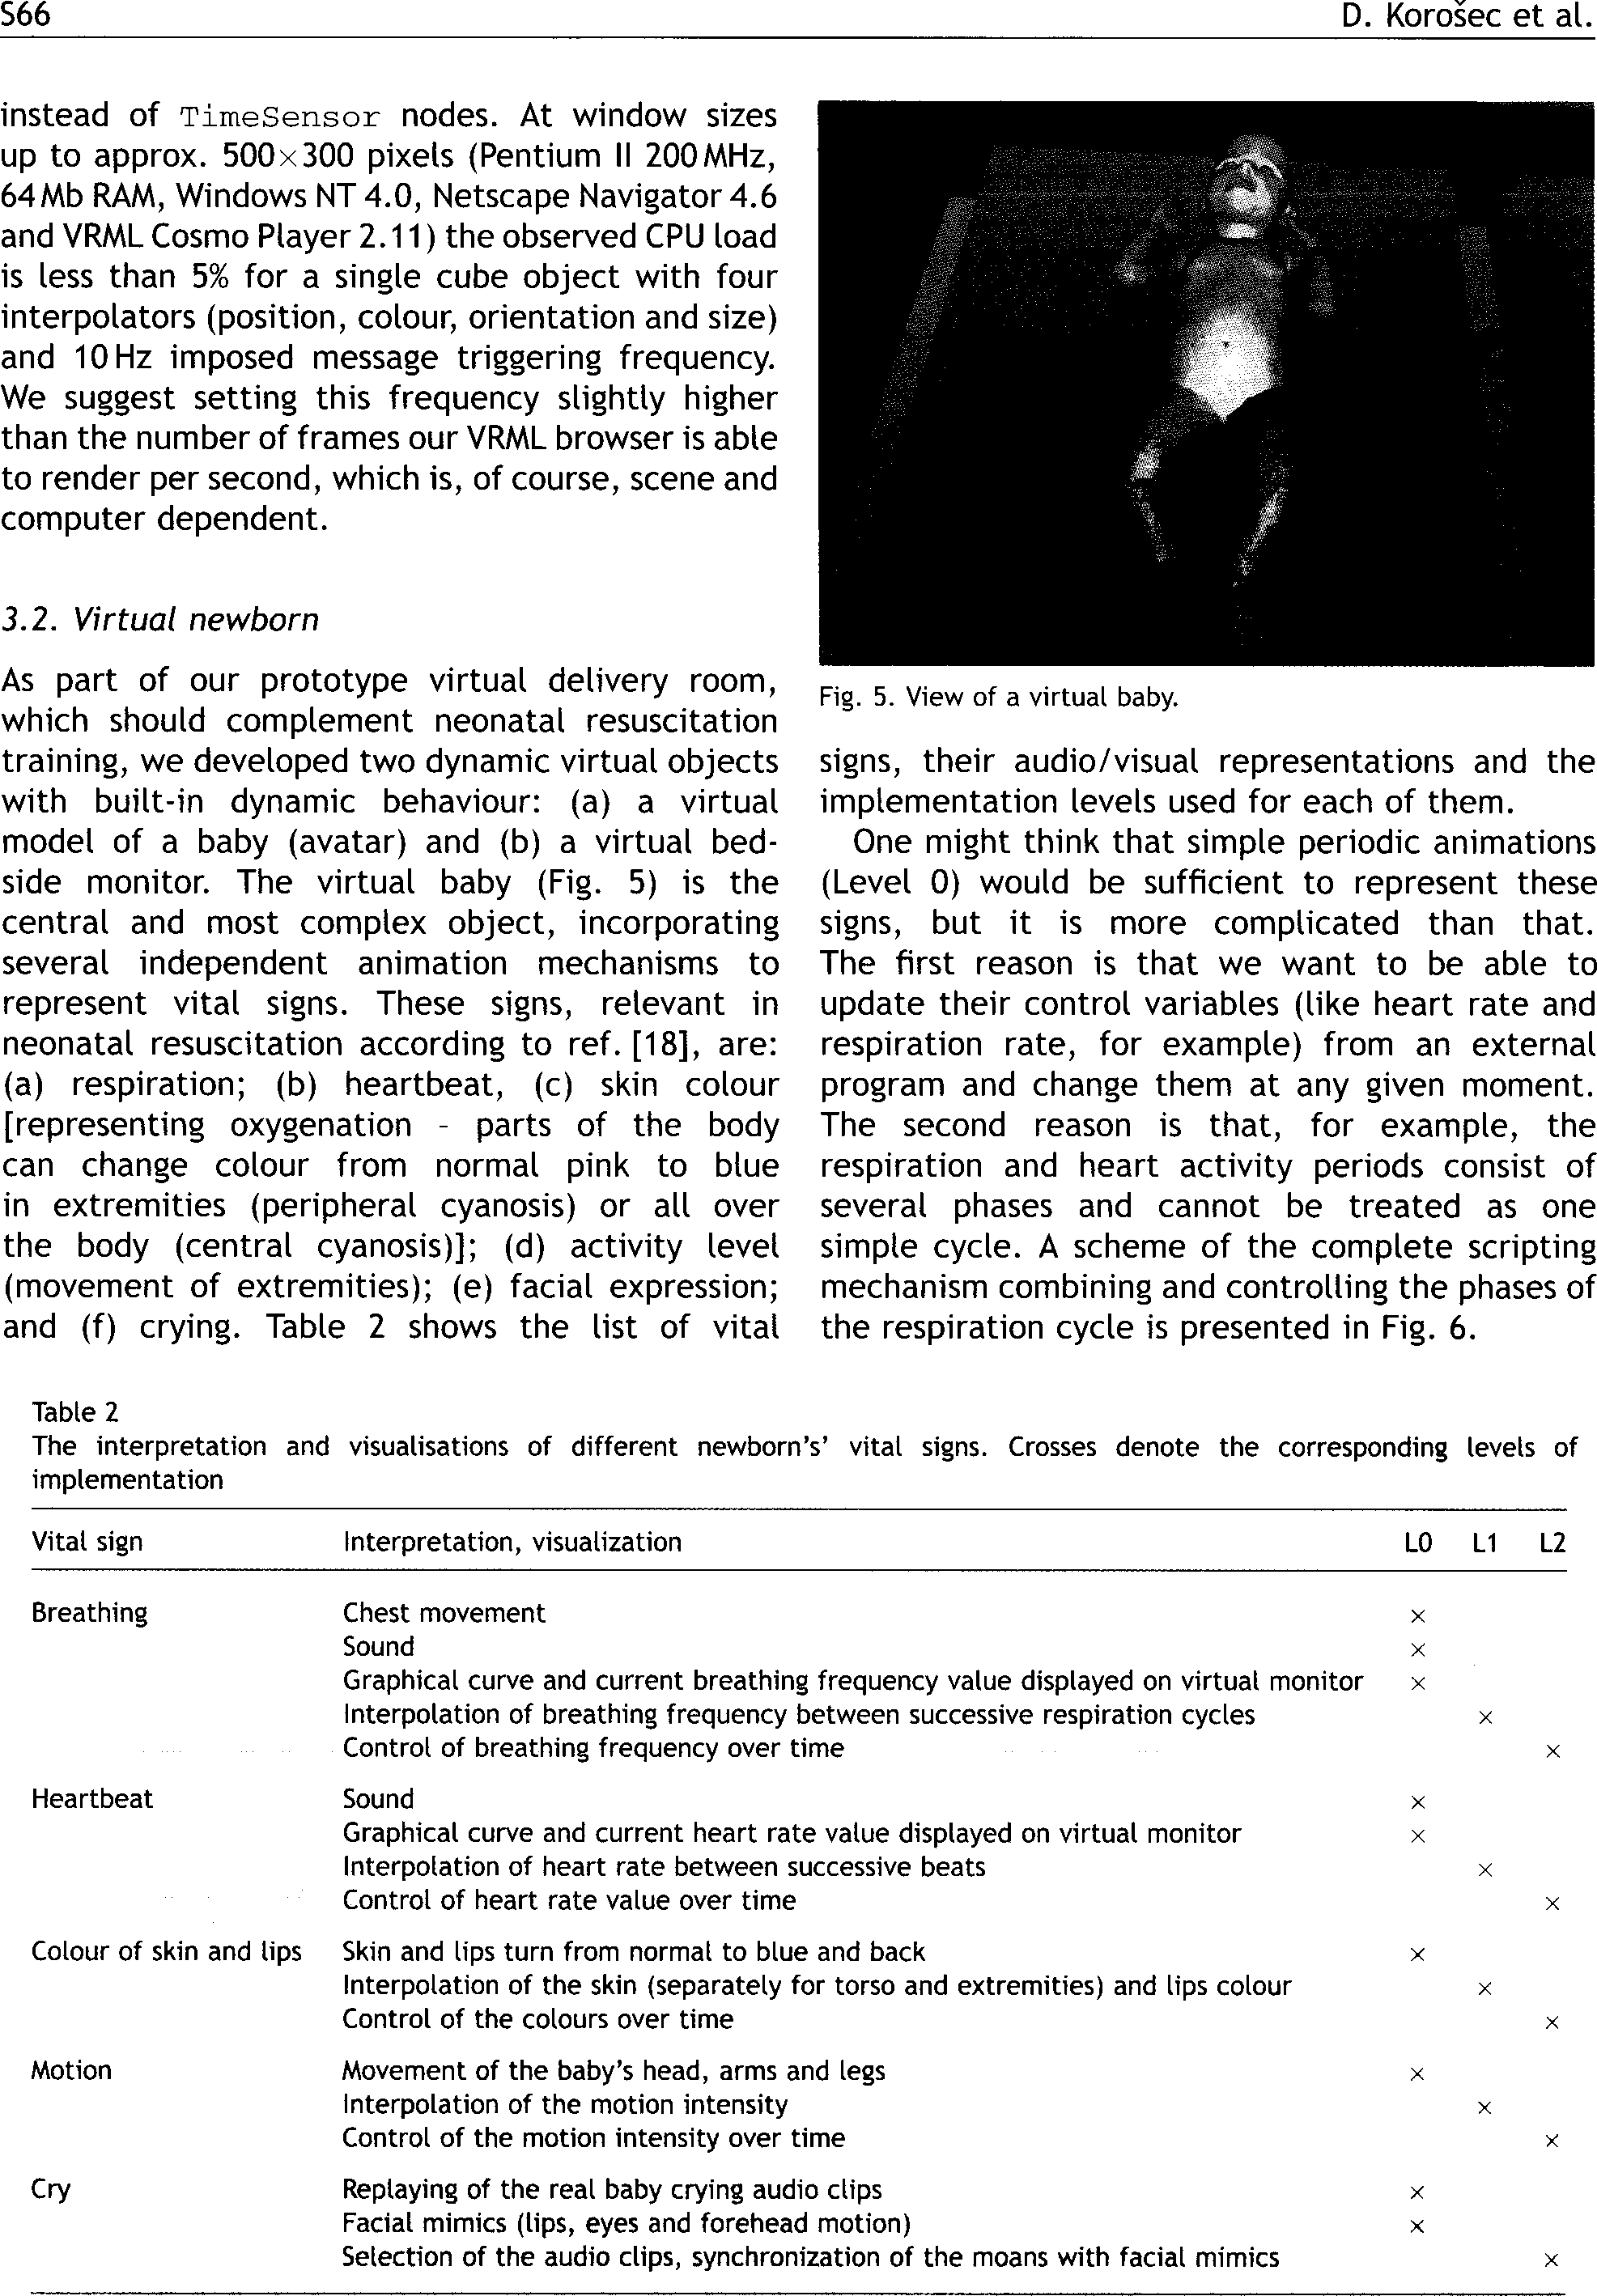 S66
D. Korošec et al.
instead of TimeSensor nodes. At window sizes
up to approx. 500×300 pixels (Pentium II 200MHz,
64Mb RAM, Windows NT 4.0, Netscape Navigator 4.6
and VRML Cosmo Player 2.11) the observed CPU load
is less than 5% for a single cube object with four
interpolators (position, colour, orientation and size)
and 10Hz imposed message triggering frequency.
We suggest setting this frequency slightly higher
than the number of frames our VRML browser is able
to render per second, which is, of course, scene and
computer dependent.
3.2. Virtual newborn
As part of our prototype virtual delivery room,
which should complement neonatal resuscitation
training, we developed two dynamic virtual objects
with built-in dynamic behaviour: (a) a virtual
model of a baby (avatar) and (b) a virtual bed-
side monitor. The virtual baby (Fig. 5) is the
central and most complex object, incorporating
several independent animation mechanisms to
represent vital signs. These signs, relevant in
neonatal resuscitation according to ref. [18], are:
(a) respiration; (b) heartbeat, (c) skin colour
[representing oxygenation - parts of the body
can change colour from normal pink to blue
in extremities (peripheral cyanosis) or all over
the body (central cyanosis)]; (d) activity level
(movement of extremities); (e) facial expression;
and (f) crying. Table 2 shows the list of vital
Fig. 5. View of a virtual baby.
signs, their audio/visual representations and the
implementation levels used for each of them.
One might think that simple periodic animations
(Level 0) would be sufficient to represent these
signs, but it is more complicated than that.
The first reason is that we want to be able to
update their control variables (like heart rate and
respiration rate, for example) from an external
program and change them at any given moment.
The second reason is that, for example, the
respiration and heart activity periods consist of
several phases and cannot be treated as one
simple cycle. A scheme of the complete scripting
mechanism combining and controlling the phases of
the respiration cycle is presented in Fig. 6.
Table 2
The interpretation and visualisations of different newborn's' vital signs. Crosses denote the corresponding levels of
implementation
Vital sign Interpretation, visualization L0 L1 L2
Breathing Chest movement ×
Sound ×
Graphical curve and current breathing frequency value displayed on virtual monitor ×
Interpolation of breathing frequency between successive respiration cycles ×
Control of breathing frequency over time ×
Heartbeat Sound ×
Graphical curve and current heart rate value displayed on virtual monitor ×
Interpolation of heart rate between successive beats ×
Control of heart rate value over time ×
Colour of skin and lips Skin and lips turn from normal to blue and back ×
Interpolation of the skin (separately for torso and extremities) and lips colour ×
Control of the colours over time ×
Motion Movement of the baby's head, arms and legs ×
Interpolation of the motion intensity ×
Control of the motion intensity over time ×
Cry Replaying of the real baby crying audio clips ×
Facial mimics (lips, eyes and forehead motion) ×
Selection of the audio clips, synchronization of the moans with facial mimics ×